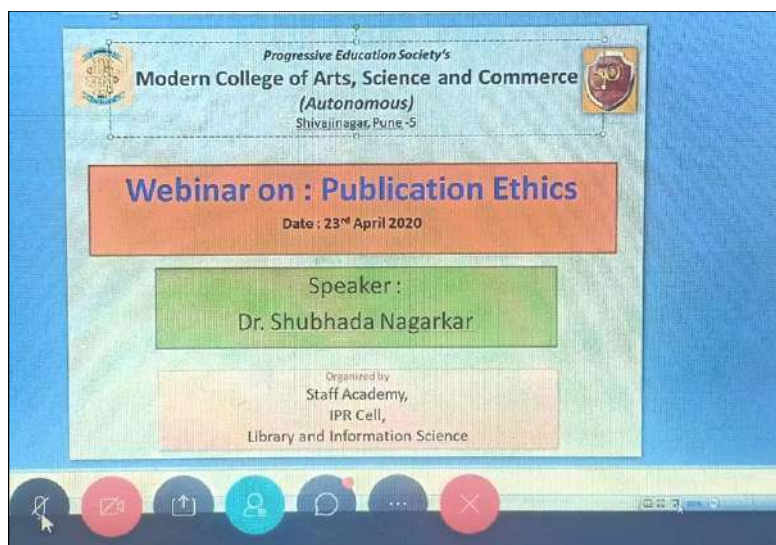 Progressive Education Society's
Modern College of Arts, Science and Commerce
(Autonomous)
Shivajinagar, Pune -5
Webinar on : Publication Ethics
Date : 23rd April 2020
Speaker :
Dr. Shubhada Nagarkar
Organized by
Staff Academy,
IPR Cell,
Library and Information Science